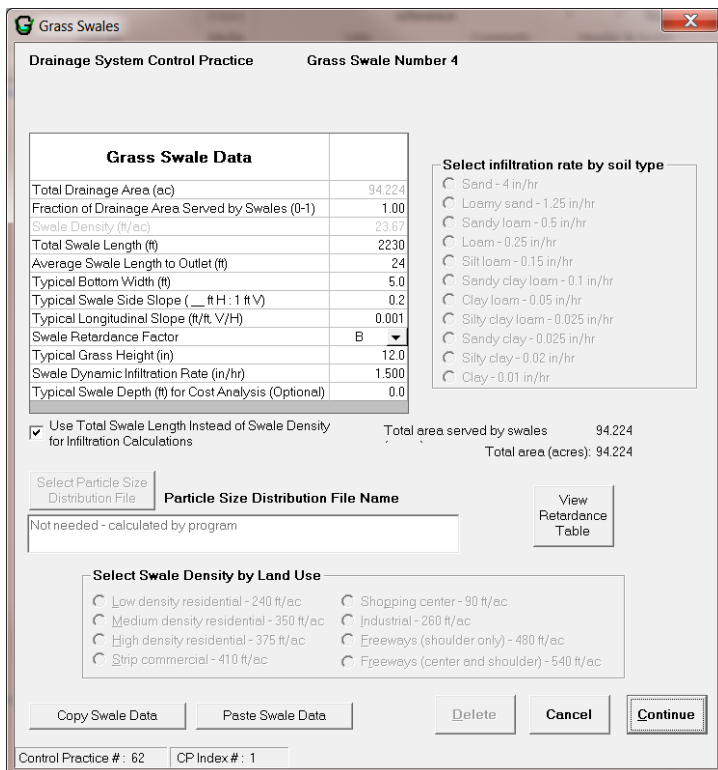 Grass Swales
X
Drainage System Control Practice Grass Swale Number 4
Grass Swale Data
Total Drainage Area (ac) 94.224
Fraction of Drainage Area Served by Swales (0-1) 1.00
Swale Density (ft/ac) 23.67
Total Swale Length (ft) 2230
Average Swale Length to Outlet (ft) 24
Typical Bottom Width (ft) 5.0
Typical Swale Side Slope ( __ ft H : 1 ft V) 0.2
Typical Longitudinal Slope (ft/ft, V/H) 0.001
Swale Retardance Factor B
Typical Grass Height (in) 12.0
Swale Dynamic Infiltration Rate (in/hr) 1.500
Typical Swale Depth (ft) for Cost Analysis (Optional) 0.0
Select infiltration rate by soil type
Sand - 4 in/hr
Loamy sand - 1.25 in/hr
Sandy loam - 0.5 in/hr
Loam - 0.25 in/hr
Silt loam - 0.15 in/hr
Sandy clay loam - 0.1 in/hr
Clay loam - 0.05 in/hr
Silty clay loam - 0.025 in/hr
Sandy clay - 0.025 in/hr
Silty clay - 0.02 in/hr
Clay - 0.01 in/hr
Use Total Swale Length Instead of Swale Density
for Infiltration Calculations
Total area served by swales 94.224
Total area (acres): 94.224
Select Particle Size
Distribution File
Particle Size Distribution File Name
Not needed - calculated by program
View
Retardance
Table
Select Swale Density by Land Use
Low density residential - 240 ft/ac
Medium density residential - 350 ft/ac
High density residential - 375 ft/ac
Strip commercial - 410 ft/ac
Shopping center - 90 ft/ac
Industrial - 260 ft/ac
Freeways (shoulder only) - 480 ft/ac
Freeways (center and shoulder) - 540 ft/ac
Copy Swale Data
Paste Swale Data
Delete
Cancel
Continue
Control Practice # : 62 CP Index # : 1